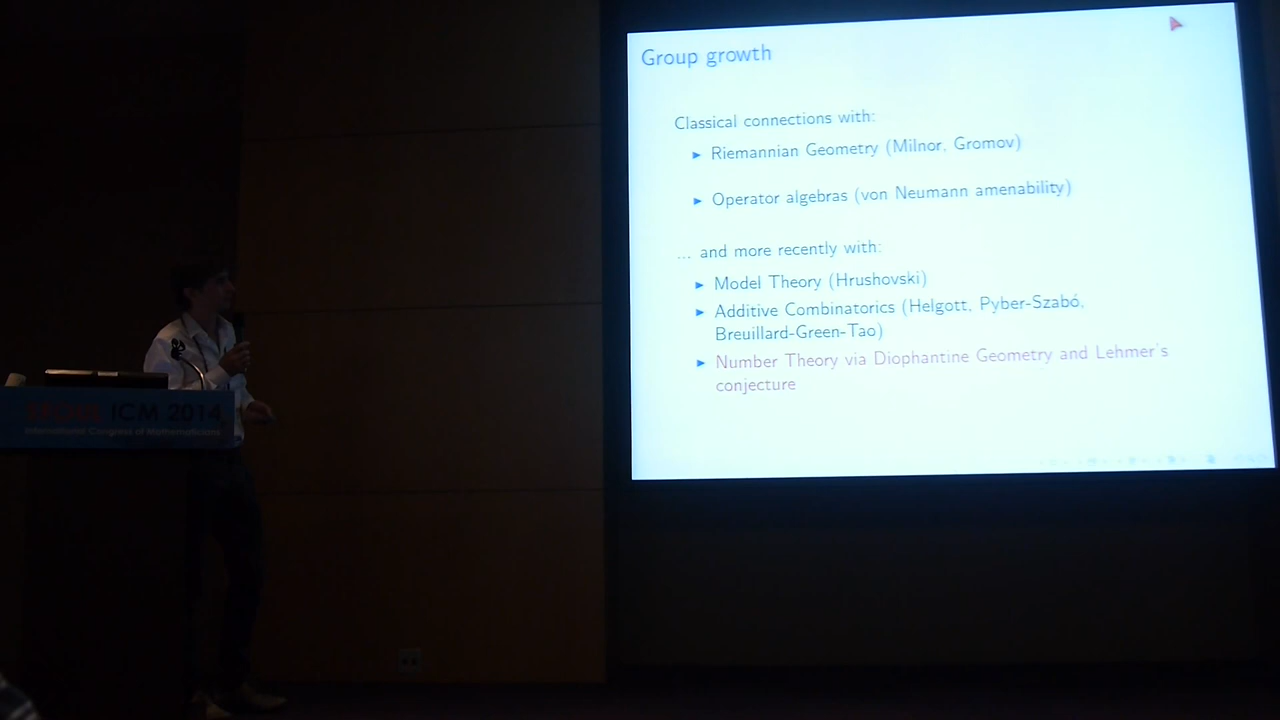 Group growth
Classical connections with:
Riemannian Geometry (Milnor, Gromov)
Operator algebras (von Neumann amenability)
... and more recently with:
Model Theory (Hrushovski)
Additive Combinatorics (Helgott, Pyber-Szabó,
Breuillard-Green-Tao)
Number Theory via Diophantine Geometry and Lehmer's
conjecture
SEOUL ICM 2014
International Congress of Mathematicians